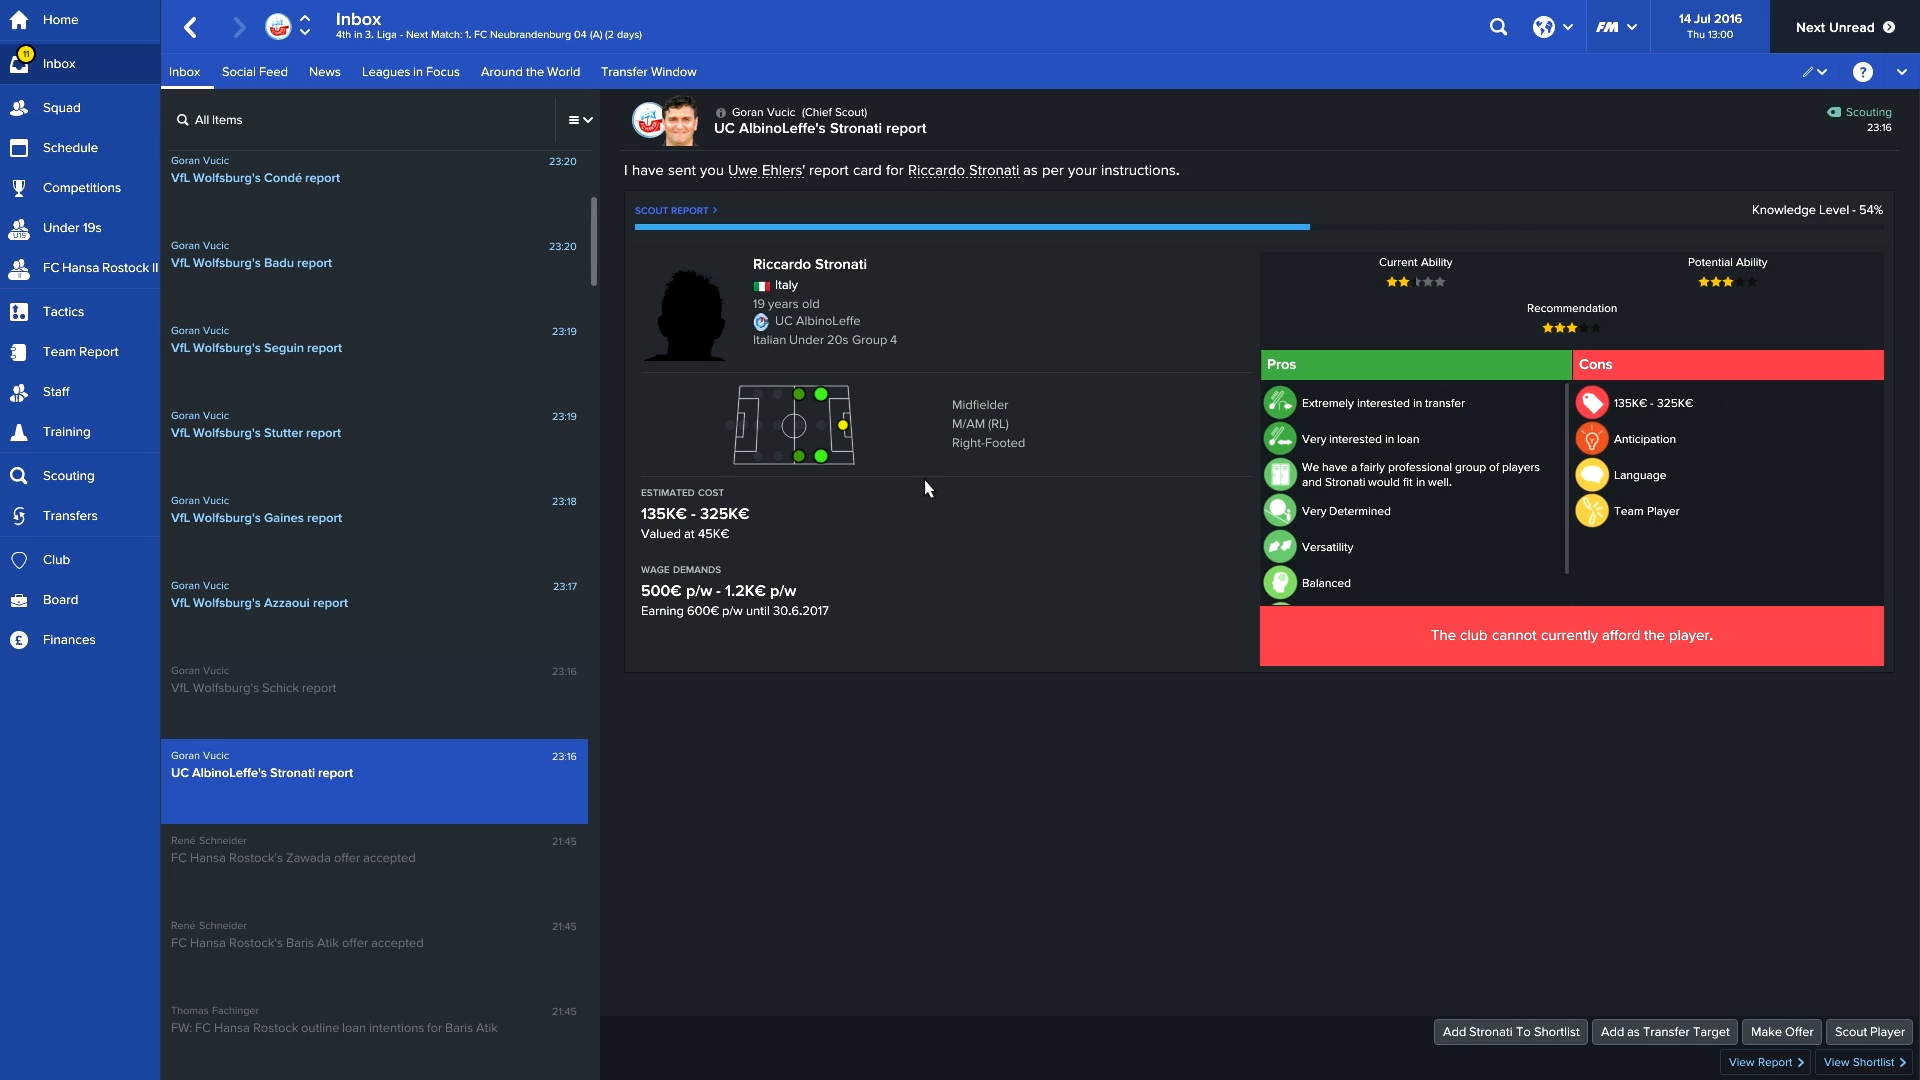 Home
11
Inbox
Squad
Schedule
Competitions
Under 19s
FC Hansa Rostock II
Tactics
Team Report
Staff
Training
Scouting
Transfers
Club
Board
Finances
Inbox
4th in 3. Liga - Next Match: 1. FC Neubrandenburg 04 (A) (2 days)
FM
14 Jul 2016
Thu 13:00
Next Unread
Inbox
Social Feed
News
Leagues in Focus
Around the World
Transfer Window
?
All Items
Goran Vucic 23:20
VfL Wolfsburg's Condé report
Goran Vucic 23:20
VfL Wolfsburg's Badu report
Goran Vucic 23:19
VfL Wolfsburg's Seguin report
Goran Vucic 23:19
VfL Wolfsburg's Stutter report
Goran Vucic 23:18
VfL Wolfsburg's Gaines report
Goran Vucic 23:17
VfL Wolfsburg's Azzaoui report
Goran Vucic 23:16
VfL Wolfsburg's Schick report
Goran Vucic 23:16
UC AlbinoLeffe's Stronati report
René Schneider 21:45
FC Hansa Rostock's Zawada offer accepted
René Schneider 21:45
FC Hansa Rostock's Baris Atik offer accepted
Thomas Fachinger 21:45
FW: FC Hansa Rostock outline loan intentions for Baris Atik
Goran Vucic (Chief Scout)
UC AlbinoLeffe's Stronati report
Scouting
23:16
I have sent you Uwe Ehlers' report card for Riccardo Stronati as per your instructions.
SCOUT REPORT >
Knowledge Level - 54%
Riccardo Stronati
Italy
19 years old
UC AlbinoLeffe
Italian Under 20s Group 4
Midfielder
M/AM (RL)
Right-Footed
ESTIMATED COST
135K€ - 325K€
Valued at 45K€
WAGE DEMANDS
500€ p/w - 1.2K€ p/w
Earning 600€ p/w until 30.6.2017
Current Ability
Potential Ability
Recommendation
Pros
Extremely interested in transfer
Very interested in loan
We have a fairly professional group of players
and Stronati would fit in well.
Very Determined
Versatility
Balanced
Cons
135K€ - 325K€
Anticipation
Language
Team Player
The club cannot currently afford the player.
Add Stronati To Shortlist
Add as Transfer Target
Make Offer
Scout Player
View Report >
View Shortlist >